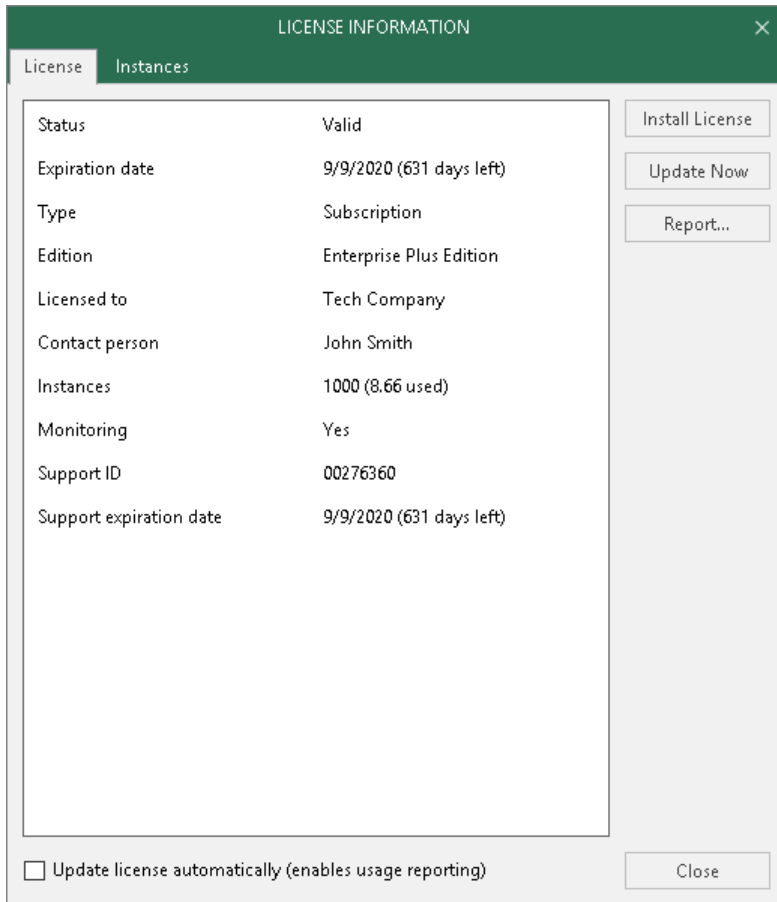 LICENSE INFORMATION
License Instances
Status Valid
Expiration date 9/9/2020 (631 days left)
Type Subscription
Edition Enterprise Plus Edition
Licensed to Tech Company
Contact person John Smith
Instances 1000 (8.66 used)
Monitoring Yes
Support ID 00276360
Support expiration date 9/9/2020 (631 days left)
Install License
Update Now
Report...
Update license automatically (enables usage reporting)
Close